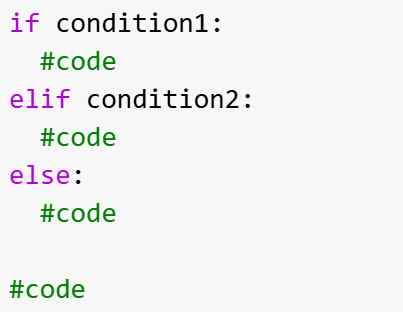 if condition1:
  #code
elif condition2:
  #code
else:
  #code

#code